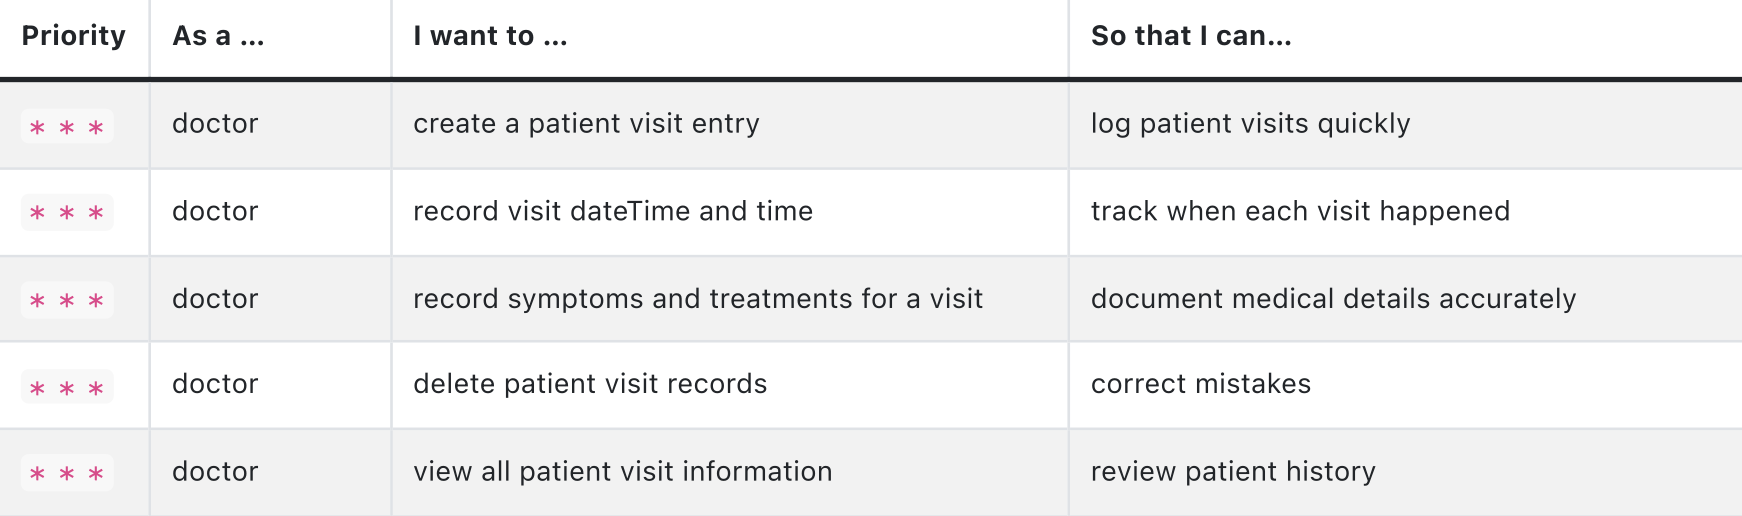 Priority As a ... I want to ... So that I can...
* * * doctor create a patient visit entry log patient visits quickly
* * * doctor record visit dateTime and time track when each visit happened
* * * doctor record symptoms and treatments for a visit document medical details accurately
* * * doctor delete patient visit records correct mistakes
* * * doctor view all patient visit information review patient history